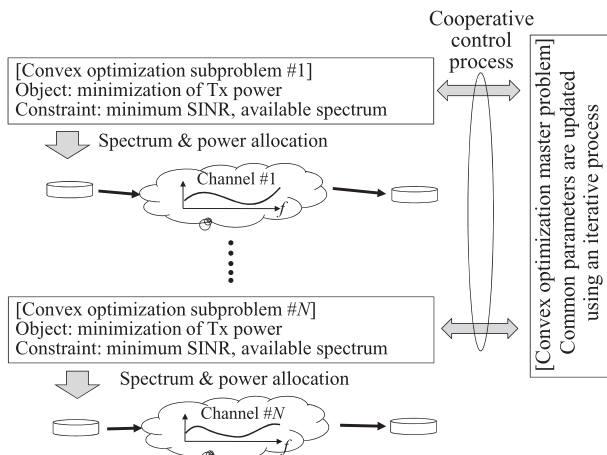 Cooperative
control
process
[Convex optimization subproblem #1]
Object: minimization of Tx power
Constraint: minimum SINR, available spectrum
Spectrum & power allocation
Channel #1
f
[Convex optimization subproblem #N]
Object: minimization of Tx power
Constraint: minimum SINR, available spectrum
Spectrum & power allocation
Channel #N
f
[Convex optimization master problem]
Common parameters are updated
using an iterative process